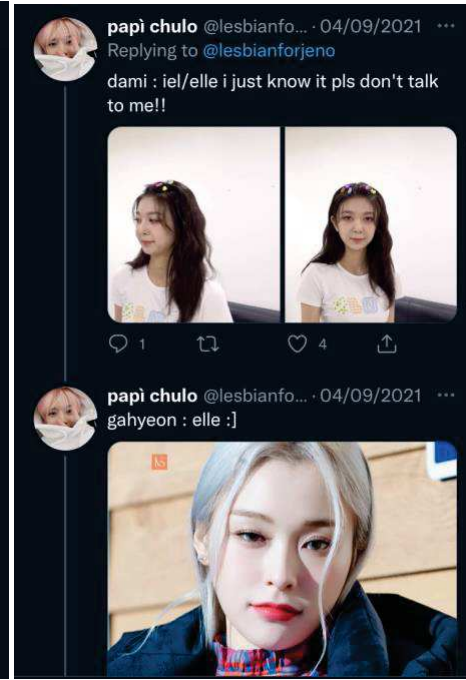 papì chulo @lesbianfo... · 04/09/2021
Replying to @lesbianforjeno
dami : iel/elle i just know it pls don't talk
to me!!
1
4
papì chulo @lesbianfo... · 04/09/2021
gahyeon : elle :]